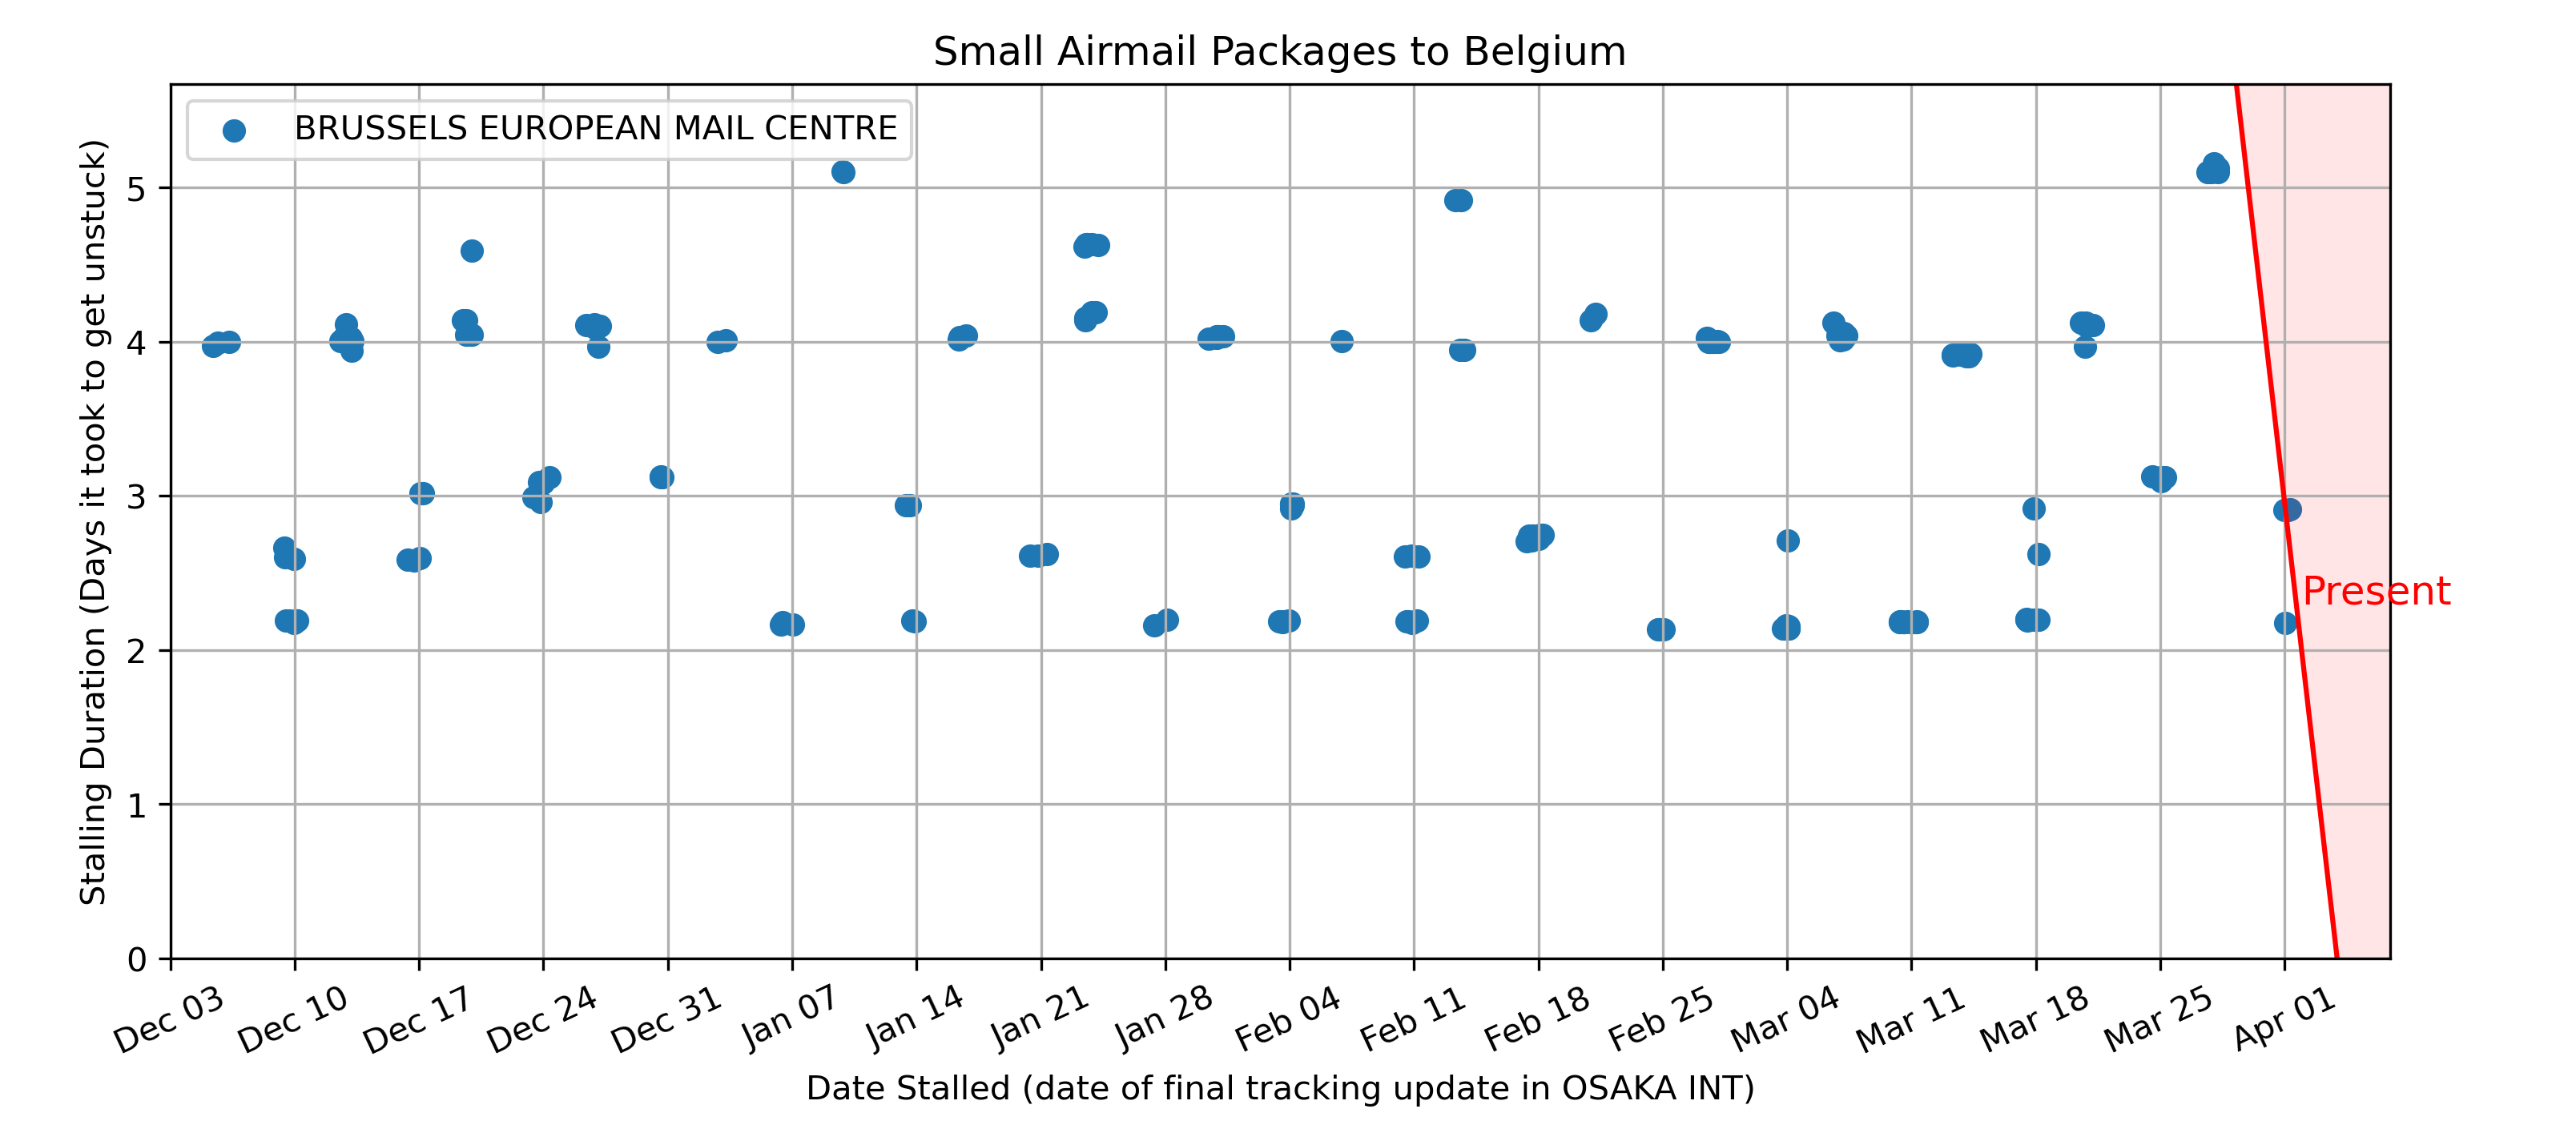 Small Airmail Packages to Belgium
BRUSSELS EUROPEAN MAIL CENTRE
Stalling Duration (Days it took to get unstuck)
5
4
3
2
1
0
Present
Dec 03
Dec 10
Dec 17
Dec 24
Dec 31
Jan 07
Jan 14
Jan 21
Jan 28
Feb 04
Feb 11
Feb 18
Feb 25
Mar 04
Mar 11
Mar 18
Mar 25
Apr 01
Date Stalled (date of final tracking update in OSAKA INT)